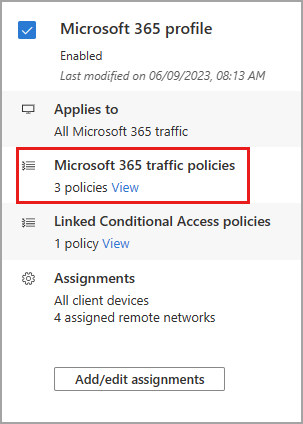 Microsoft 365 profile
Enabled
Last modified on 06/09/2023, 08:13 AM
Applies to
All Microsoft 365 traffic
Microsoft 365 traffic policies
3 policies View
Linked Conditional Access policies
1 policy View
Assignments
All client devices
4 assigned remote networks
Add/edit assignments